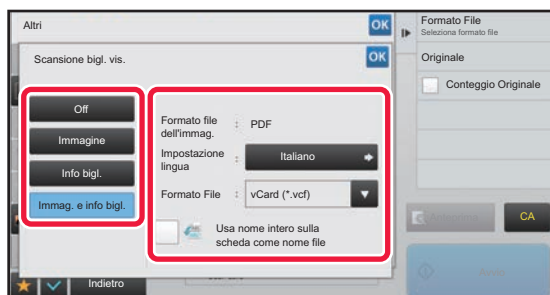 Altri
OK
Scansione bigl. vis.
OK
Off
Immagine
Info bigl.
Immag. e info bigl.
Formato file
dell'immag.
:
PDF
Impostazione
lingua
:
Italiano
Formato File
:
vCard (*.vcf)
Usa nome intero sulla
scheda come nome file
Indietro
Formato File
Seleziona formato file
Originale
Conteggio Originale
CA